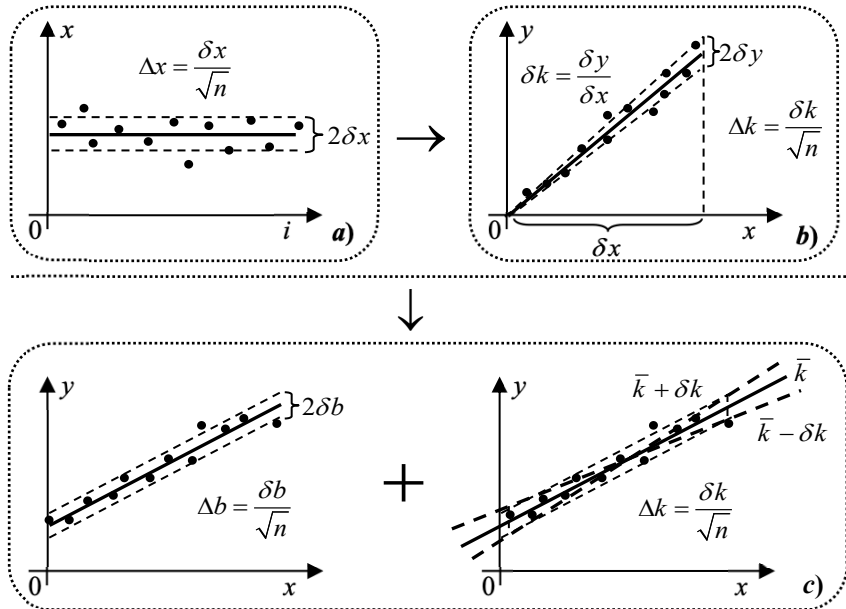 x
Δx = δx/√n
2δx
0
i
a)
y
δk = δy/δx
2δy
Δk = δk/√n
0
δx
x
b)
y
2δb
Δb = δb/√n
0
x
+
y
k̅ + δk
k̅
k̅ − δk
Δk = δk/√n
0
x
c)